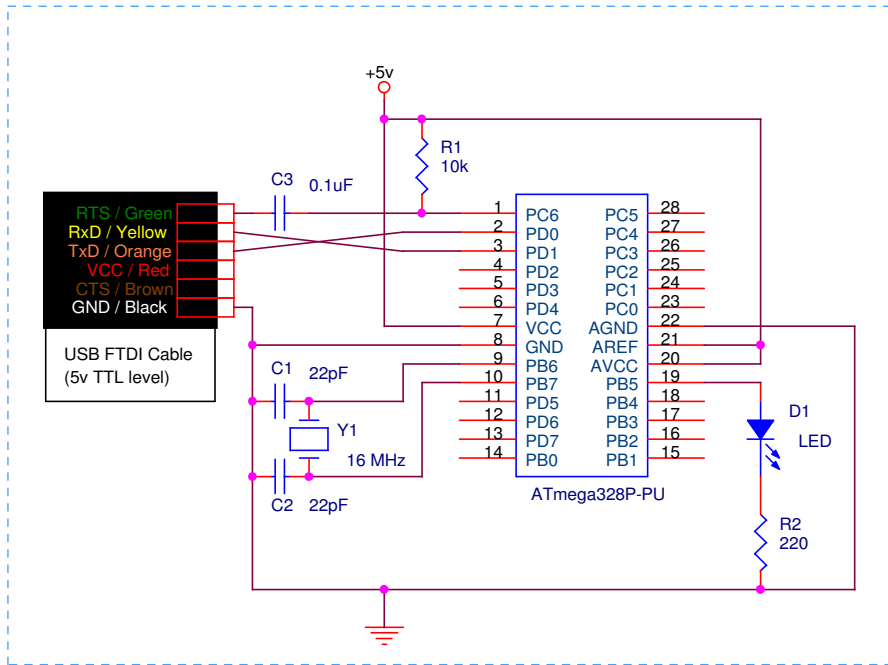 +5v
R1
10k
C3
0.1uF
RTS / Green
RxD / Yellow
TxD / Orange
VCC / Red
CTS / Brown
GND / Black
USB FTDI Cable
(5v TTL level)
1 PC6 PC5 28
2 PD0 PC4 27
3 PD1 PC3 26
4 PD2 PC2 25
5 PD3 PC1 24
6 PD4 PC0 23
7 VCC AGND 22
8 GND AREF 21
9 PB6 AVCC 20
10 PB7 PB5 19
11 PD5 PB4 18
12 PD6 PB3 17
13 PD7 PB2 16
14 PB0 PB1 15
ATmega328P-PU
C1
22pF
Y1
16 MHz
C2
22pF
D1
LED
R2
220